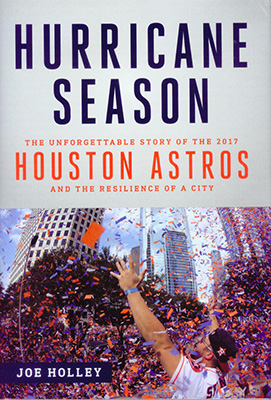 HURRICANE
SEASON
THE UNFORGETTABLE STORY OF THE 2017
HOUSTON ASTROS
AND THE RESILIENCE OF A CITY
JOE HOLLEY